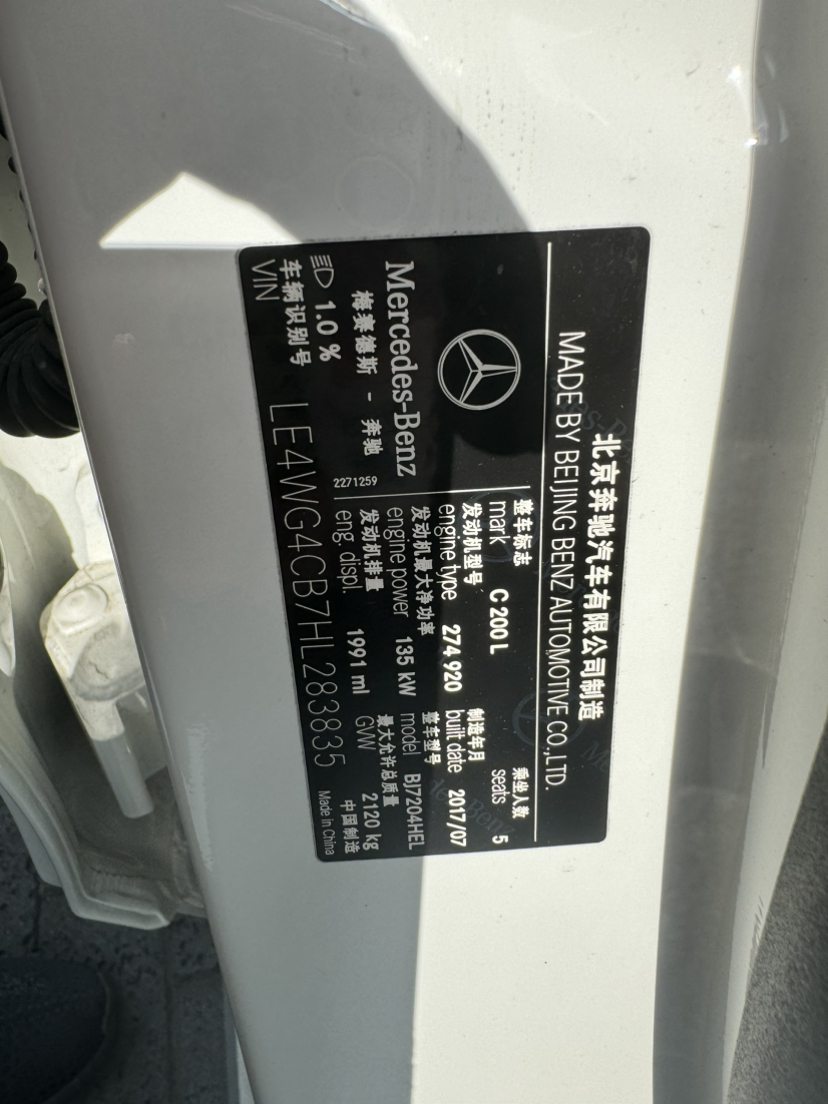 北京奔驰汽车有限公司制造
MADE BY BEIJING BENZ AUTOMOTIVE CO.,LTD.
整车标志 乘坐人数
mark C 200 L seats 5
发动机型号 制造年月
engine type 274 920 built date 2017/07
Mercedes-Benz
发动机最大净功率 整车型号
engine power 135 kW model BJ7204HEL
梅赛德斯 - 奔驰
发动机排量 最大允许总质量
eng. displ. 1991 ml GVW 2120 kg
1.0 %
2271259
中国制造
Made in China
车辆识别号
VIN LE4WG4CB7HL283835